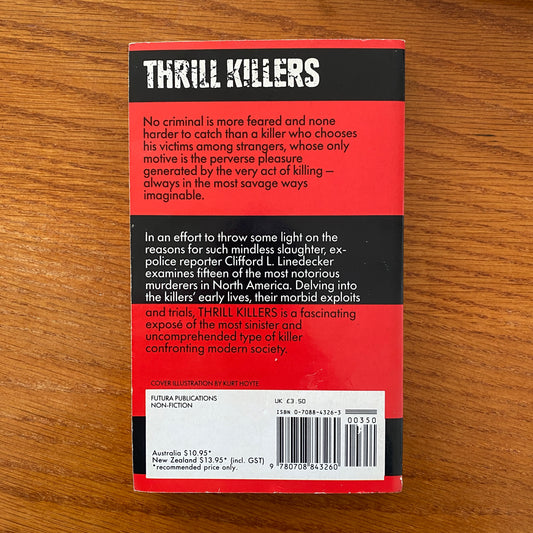 THRILL KILLERS
No criminal is more feared and none
harder to catch than a killer who chooses
his victims among strangers, whose only
motive is the perverse pleasure
generated by the very act of killing –
always in the most savage ways
imaginable.
In an effort to throw some light on the
reasons for such mindless slaughter, ex-
police reporter Clifford L. Linedecker
examines fifteen of the most notorious
murderers in North America. Delving into
the killers' early lives, their morbid exploits
and trials, THRILL KILLERS is a fascinating
exposé of the most sinister and
uncomprehended type of killer
confronting modern society.
COVER ILLUSTRATION BY KURT HOYTE
FUTURA PUBLICATIONS
NON-FICTION
UK £3.50
ISBN 0-7088-4326-3
00350
Australia $10.95*
New Zealand $13.95* (incl. GST)
*recommended price only.
9 780708 843260